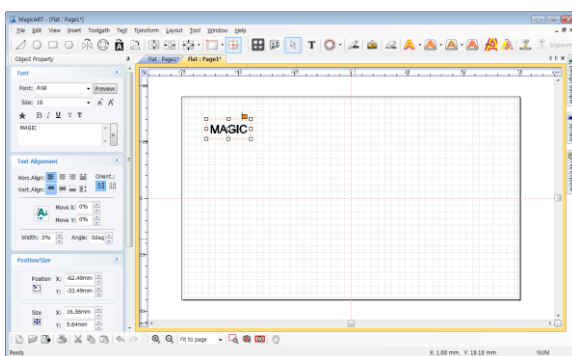 MagicART - [Flat : Page1*]
File Edit View Insert Toolpath Text Transform Layout Tool Window Help
Object Property
Flat : Page1* Flat : Page1*
Font
Font: Arial Preview
Size: 16
B I U
MAGIC
MAGIC
Text Alignment
Horz.Align: Orient.:
Vert.Align:
Move X: 0%
Move Y: 0%
Width: 0% Angle: 0deg
Position/Size
Position X: -62.49mm
Y: -33.49mm
Size X: 16.56mm
Y: 5.64mm
Fit to page
Ready X: 1.68 mm, Y: 18.18 mm NUM